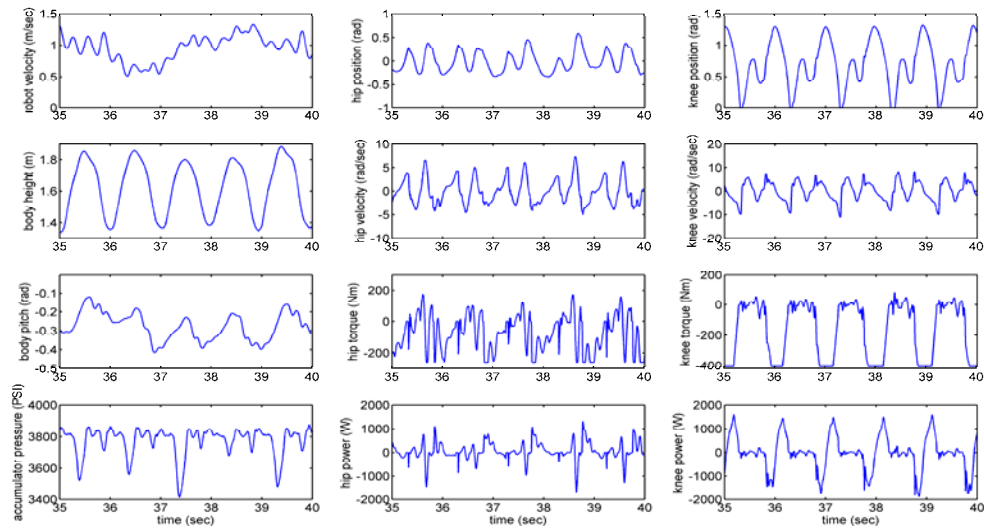 robot velocity (m/sec)
1.5
1
0.5
0
35 36 37 38 39 40
hip position (rad)
1
0.5
0
-0.5
-1
35 36 37 38 39 40
knee position (rad)
1.5
1
0.5
0
35 36 37 38 39 40
body height (m)
1.8
1.6
1.4
35 36 37 38 39 40
hip velocity (rad/sec)
10
5
0
-5
-10
35 36 37 38 39 40
knee velocity (rad/sec)
20
10
0
-10
-20
35 36 37 38 39 40
body pitch (rad)
-0.1
-0.2
-0.3
-0.4
-0.5
35 36 37 38 39 40
hip torque (Nm)
200
0
-200
35 36 37 38 39 40
knee torque (Nm)
200
0
-200
-400
35 36 37 38 39 40
accumulator pressure (PSI)
4000
3800
3600
3400
35 36 37 38 39 40
time (sec)
hip power (W)
2000
1000
0
-1000
-2000
35 36 37 38 39 40
time (sec)
knee power (W)
2000
1000
0
-1000
-2000
35 36 37 38 39 40
time (sec)